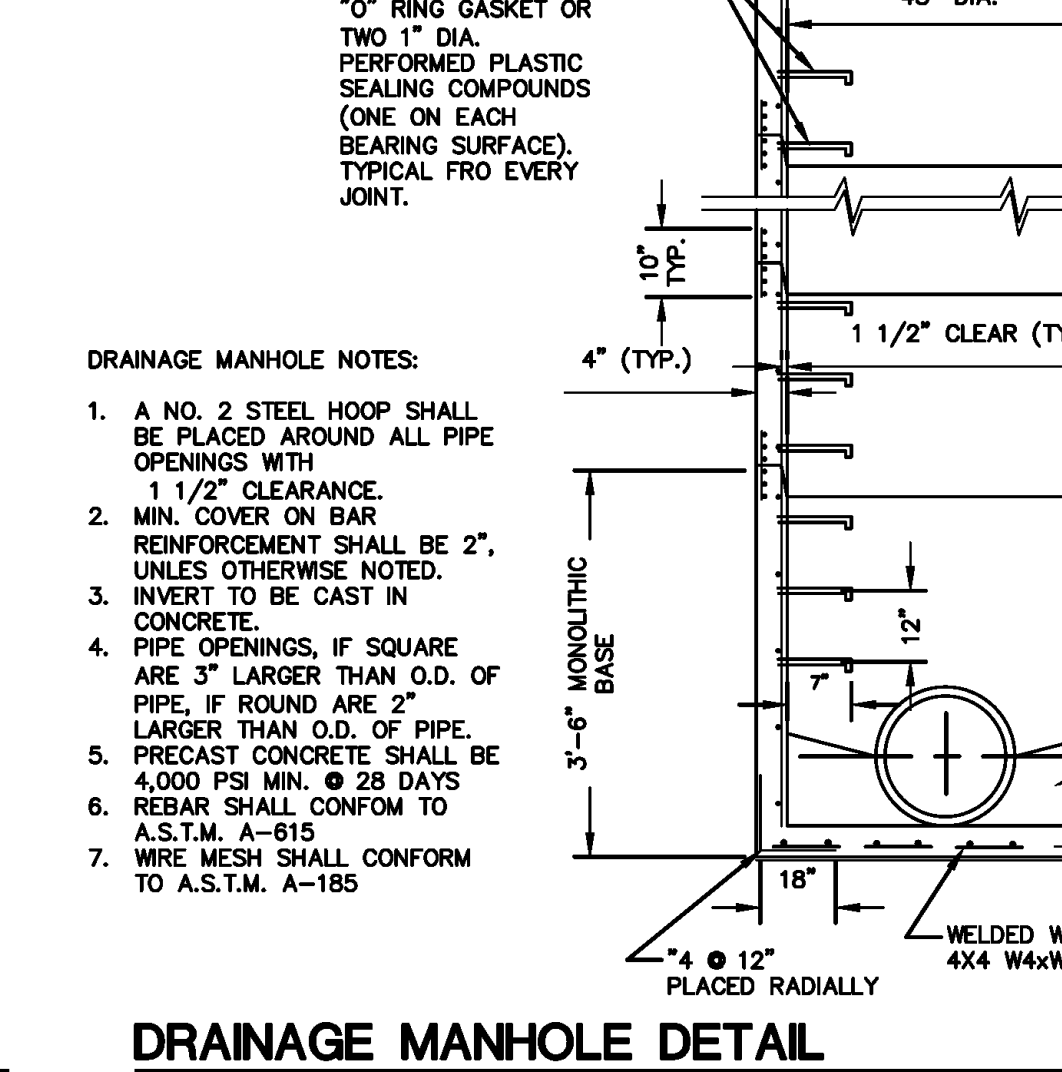 "O" RING GASKET OR
TWO 1" DIA.
PERFORMED PLASTIC
SEALING COMPOUNDS
(ONE ON EACH
BEARING SURFACE).
TYPICAL FRO EVERY
JOINT.
DIA.
10"
TYP.
1 1/2" CLEAR (TY
4" (TYP.)
DRAINAGE MANHOLE NOTES:
1. A NO. 2 STEEL HOOP SHALL
BE PLACED AROUND ALL PIPE
OPENINGS WITH
1 1/2" CLEARANCE.
2. MIN. COVER ON BAR
REINFORCEMENT SHALL BE 2",
UNLES OTHERWISE NOTED.
3. INVERT TO BE CAST IN
CONCRETE.
4. PIPE OPENINGS, IF SQUARE
ARE 3" LARGER THAN O.D. OF
PIPE, IF ROUND ARE 2"
LARGER THAN O.D. OF PIPE.
5. PRECAST CONCRETE SHALL BE
4,000 PSI MIN. @ 28 DAYS
6. REBAR SHALL CONFOM TO
A.S.T.M. A-615
7. WIRE MESH SHALL CONFORM
TO A.S.T.M. A-185
3'-6" MONOLITHIC
BASE
12"
7"
18"
"4 @ 12"
PLACED RADIALLY
WELDED W
4X4 W4xW
DRAINAGE MANHOLE DETAIL